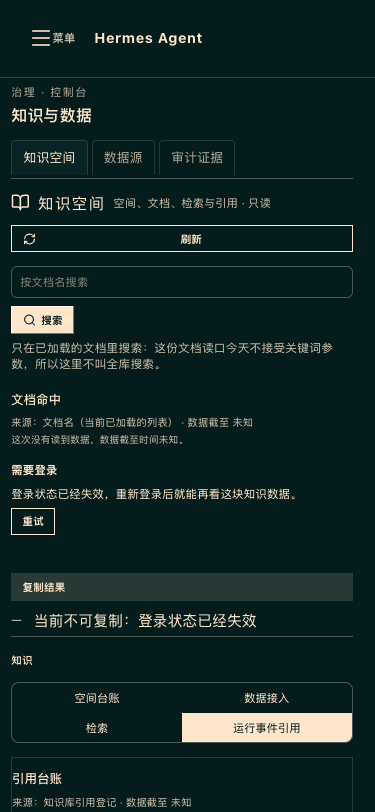 菜单 Hermes Agent
治理 · 控制台
知识与数据
知识空间 数据源 审计证据
知识空间 空间、文档、检索与引用 · 只读
刷新
按文档名搜索
搜索
只在已加载的文档里搜索：这份文档读口今天不接受关键词参
数，所以这里不叫全库搜索。
文档命中
来源：文档名（当前已加载的列表） · 数据截至 未知
这次没有读到数据，数据截至时间未知。
需要登录
登录状态已经失效，重新登录后就能再看这块知识数据。
重试
复制结果
— 当前不可复制：登录状态已经失效
知识
空间台账 数据接入
检索 运行事件引用
引用台账
来源：知识库引用登记 · 数据截至 未知